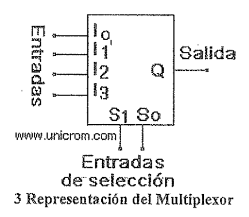 Entradas
I0
I1
I2
I3
Q
Salida
S1 So
www.unicrom.com
Entradas
de selección
3 Representación del Multiplexor